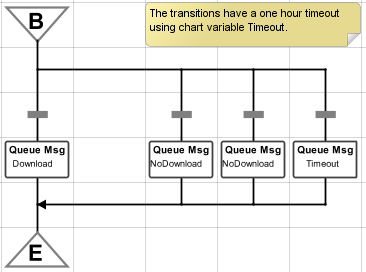 B
The transitions have a one hour timeout
using chart variable Timeout.
Queue Msg
Download
Queue Msg
NoDownload
Queue Msg
NoDownload
Queue Msg
Timeout
E